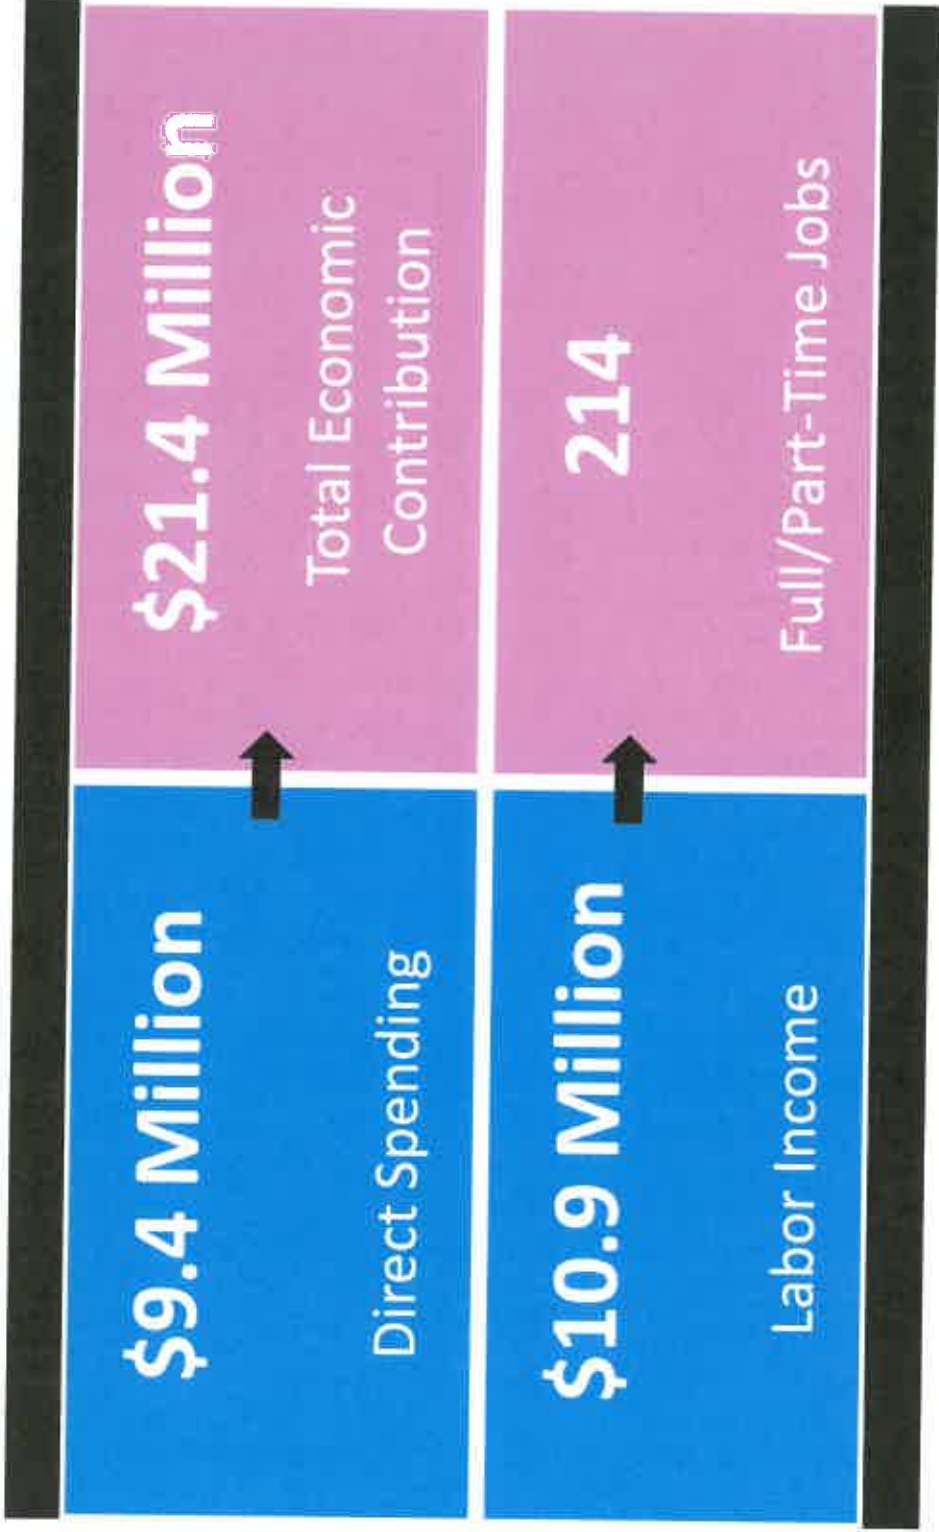 $9.4 Million
Direct Spending
$21.4 Million
Total Economic
Contribution
$10.9 Million
Labor Income
214
Full/Part-Time Jobs